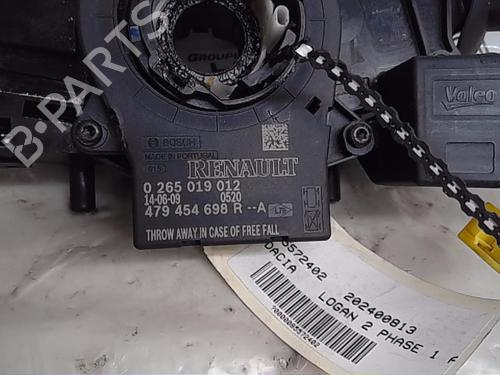 B-PARTS
GROUPE
BOSCH
MADE IN PORTUGAL
RENAULT
0 265 019 012
14-06-09 0520
479 454 698 R --A
THROW AWAY IN CASE OF FREE FALL
Valeo
6572402 202400813
DACIA LOGAN 2 PHASE 1